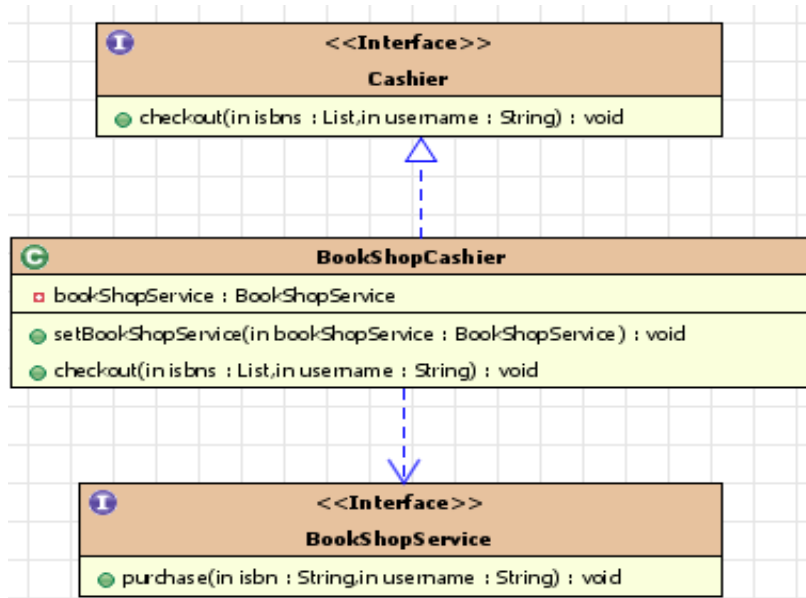 I
<<Interface>>
Cashier
checkout(in isbns : List,in username : String) : void
C
BookShopCashier
bookShopService : BookShopService
setBookShopService(in bookShopService : BookShopService) : void
checkout(in isbns : List,in username : String) : void
I
<<Interface>>
BookShopService
purchase(in isbn : String,in username : String) : void